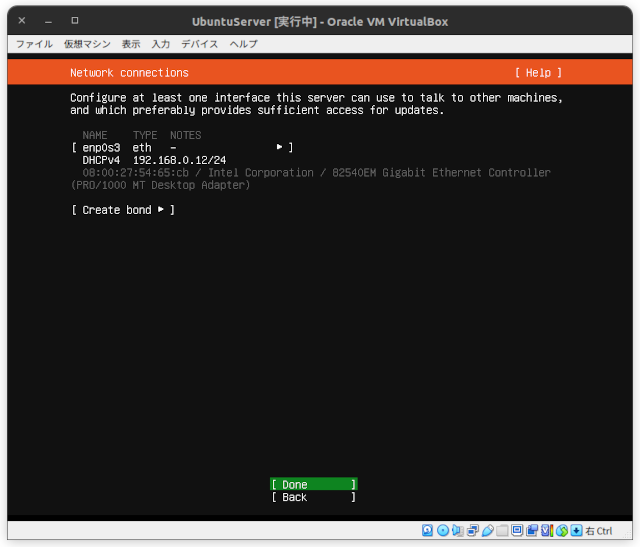 UbuntuServer [実行中] - Oracle VM VirtualBox
ファイル 仮想マシン 表示 入力 デバイス ヘルプ
Network connections [ Help ]
Configure at least one interface this server can use to talk to other machines,
and which preferably provides sufficient access for updates.
NAME TYPE NOTES
[ enp0s3 eth – ▸ ]
DHCPv4 192.168.0.12/24
08:00:27:54:65:cb / Intel Corporation / 82540EM Gigabit Ethernet Controller
(PRO/1000 MT Desktop Adapter)
[ Create bond ▸ ]
[ Done ]
[ Back ]
右 Ctrl